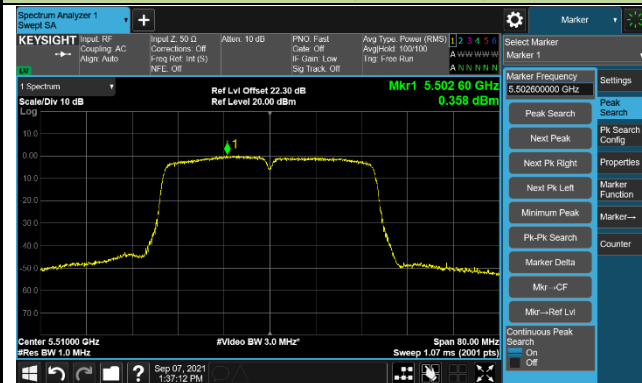 Spectrum Analyzer 1
Swept SA
Marker
KEYSIGHT
Input: RF
Coupling: AC
Align: Auto
Input Z: 50 Ω
Corrections: Off
Freq Ref: Int (S)
NFE: Off
Atten: 10 dB
PNO: Fast
Gate: Off
IF Gain: Low
Sig Track: Off
Avg Type: Power (RMS)
Avg|Hold: 100/100
Trig: Free Run
1 2 3 4 5 6
A W W W W W
A N N N N N
Select Marker
Marker 1
1 Spectrum
Scale/Div 10 dB
Log
Ref Lvl Offset 22.30 dB
Ref Level 20.00 dBm
Mkr1 5.502 60 GHz
0.358 dBm
Marker Frequency
5.502600000 GHz
Peak Search
Next Peak
Next Pk Right
Next Pk Left
Minimum Peak
Pk-Pk Search
Marker Delta
Mkr→CF
Mkr→Ref Lvl
Continuous Peak
Search
On
Off
Settings
Peak
Search
Pk Search
Config
Properties
Marker
Function
Marker→
Counter
10.0
0.00
1
-10.0
-20.0
-30.0
-40.0
-50.0
-60.0
-70.0
Center 5.51000 GHz
#Res BW 1.0 MHz
#Video BW 3.0 MHz*
Span 80.00 MHz
Sweep 1.07 ms (2001 pts)
Sep 07, 2021
1:37:12 PM